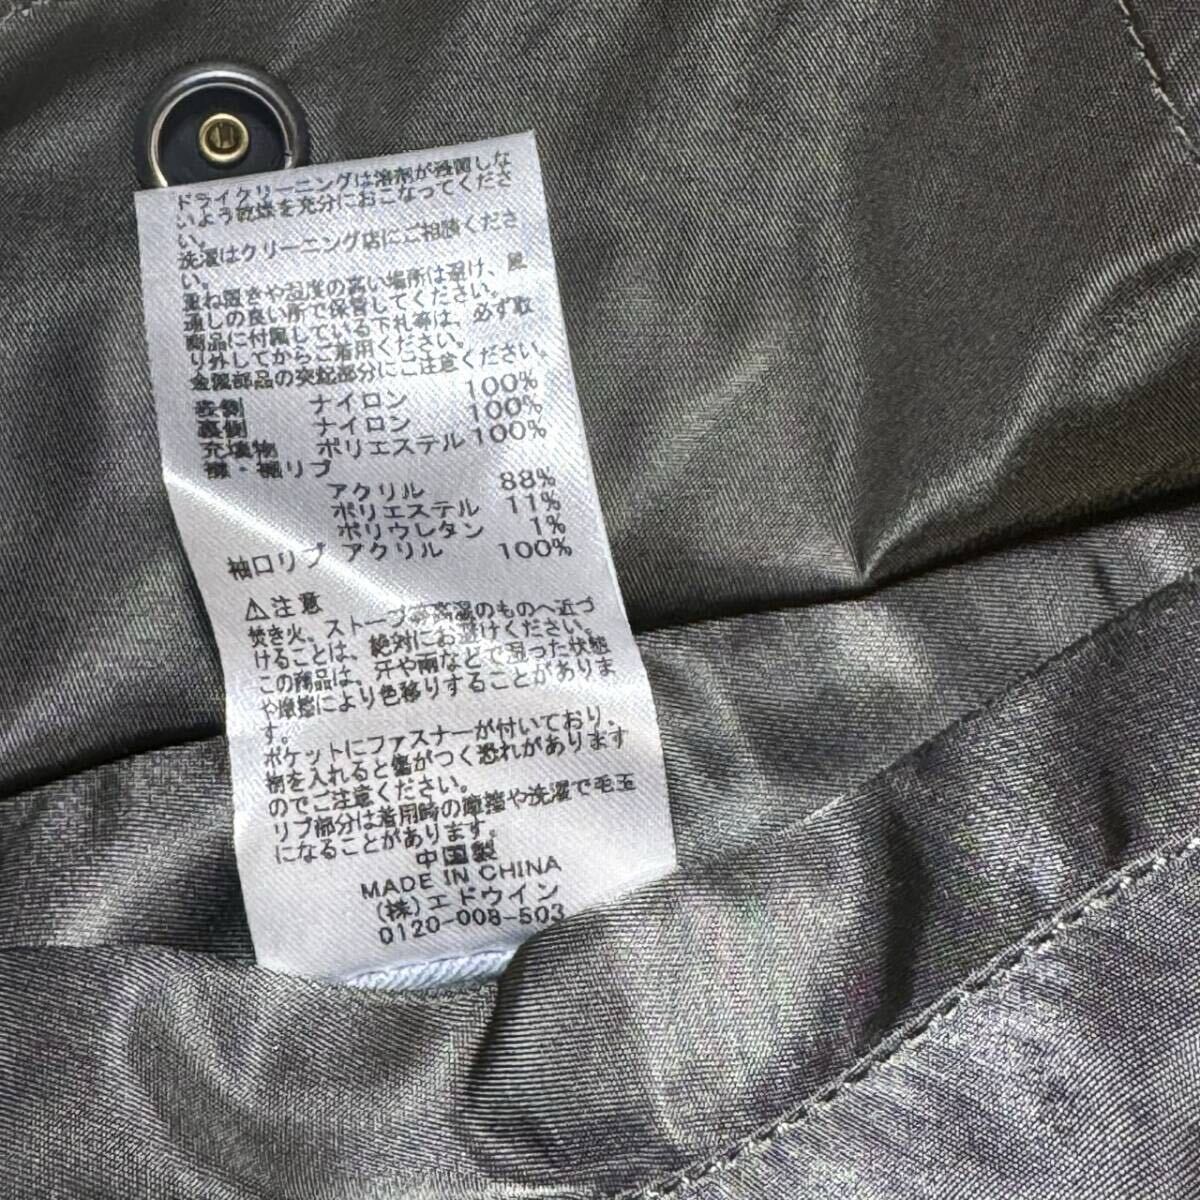 ドライクリーニングは溶剤が残留しな
いよう乾燥を充分におこなってくださ
い。
洗濯はクリーニング店にご相談くださ
い。
重ね置きや湿度の高い場所は避け、風
通しの良い所で保管してください。
商品に付属している下札等は、必ず取
り外してからご着用ください。
金属部品の突起部分にご注意ください。
表側 ナイロン 100%
裏側 ナイロン 100%
充填物 ポリエステル 100%
襟・裾リブ
アクリル 88%
ポリエステル 11%
ポリウレタン 1%
袖口リブ アクリル 100%
⚠注意
焚き火、ストーブ等高温のものへ近づ
けることは、絶対にお避けください。
この商品は、汗や雨などで湿った状態
や摩擦により色移りすることがありま
す。
ポケットにファスナーが付いており、
物を入れると傷がつく恐れがあります
のでご注意ください。
リブ部分は着用時の摩擦や洗濯で毛玉
になることがあります。
中国製
MADE IN CHINA
(株)エドウイン
0120-008-503